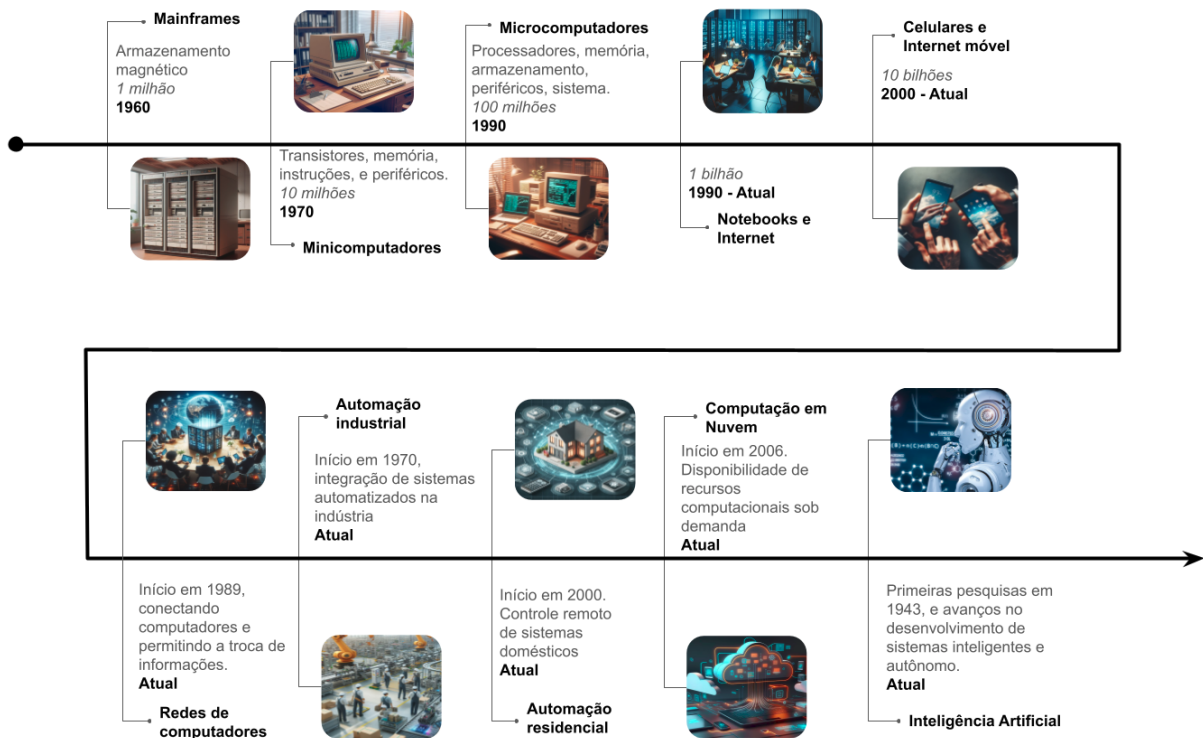 Mainframes
Armazenamento
magnético
1 milhão
1960
Transistores, memória,
instruções, e periféricos.
10 milhões
1970
Minicomputadores
Microcomputadores
Processadores, memória,
armazenamento,
periféricos, sistema.
100 milhões
1990
1 bilhão
1990 - Atual
Notebooks e
Internet
Celulares e
Internet móvel
10 bilhões
2000 - Atual
Início em 1989,
conectando
computadores e
permitindo a troca de
informações.
Atual
Redes de
computadores
Automação
industrial
Início em 1970,
integração de sistemas
automatizados na
indústria
Atual
Início em 2000.
Controle remoto
de sistemas
domésticos
Atual
Automação
residencial
Computação em
Nuvem
Início em 2006.
Disponibilidade de
recursos
computacionais sob
demanda
Atual
Primeiras pesquisas em
1943, e avanços no
desenvolvimento de
sistemas inteligentes e
autônomo.
Atual
Inteligência Artificial